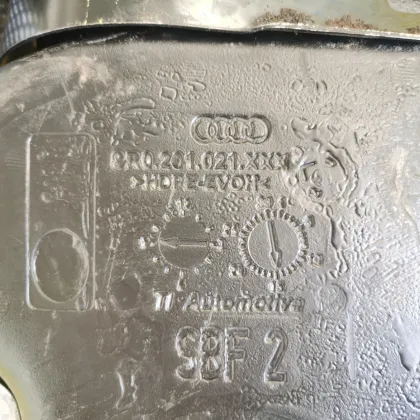 8R0.201.021.XXX
>HDPE-EVOH<
TI Automotive
SBF 2